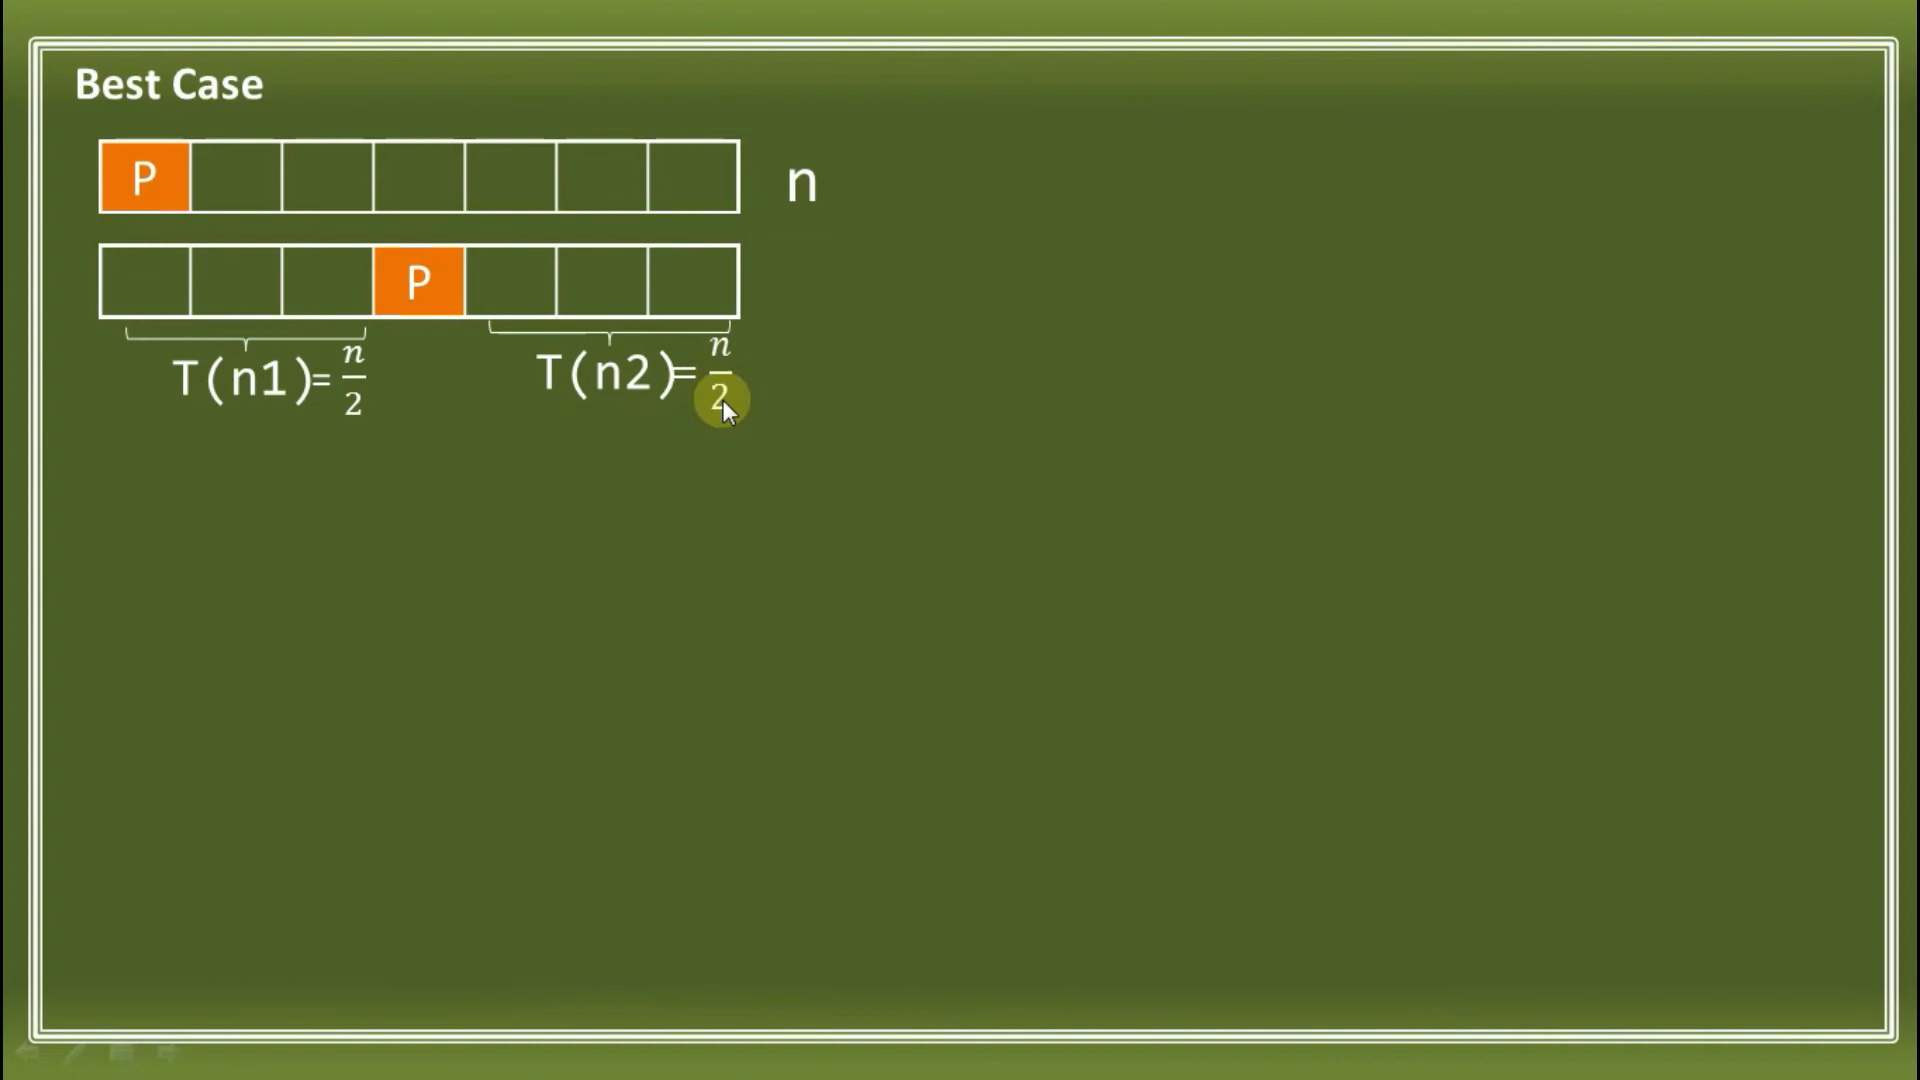 Best Case
P
n
P
T(n1)= n/2
T(n2)= n/2